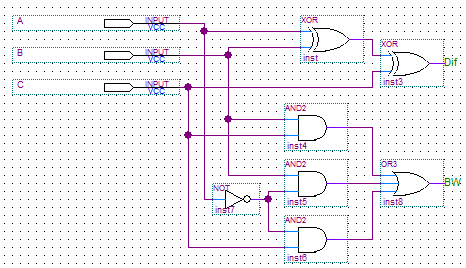 A
INPUT
VCC
B
INPUT
VCC
C
INPUT
VCC
XOR
inst
XOR
inst3
Dif
AND2
inst4
AND2
inst5
NOT
inst7
OR3
inst8
BW
AND2
inst6